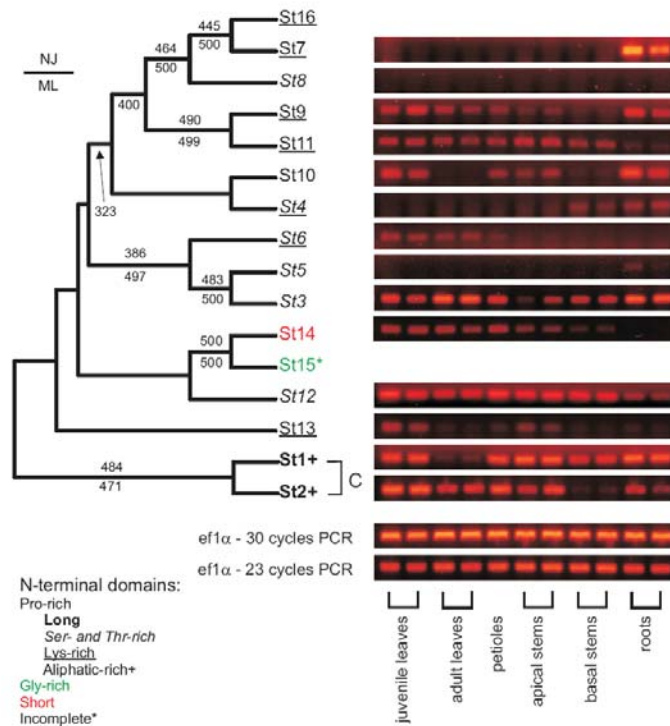 NJ
ML
445
500
464
500
400
490
499
323
386
497
483
500
500
500
484
471
St16
St7
St8
St9
St11
St10
St4
St6
St5
St3
St14
St15*
St12
St13
St1+
St2+
C
ef1α - 30 cycles PCR
ef1α - 23 cycles PCR
juvenile leaves
adult leaves
petioles
apical stems
basal stems
roots
N-terminal domains:
Pro-rich
Long
Ser- and Thr-rich
Lys-rich
Aliphatic-rich+
Gly-rich
Short
Incomplete*